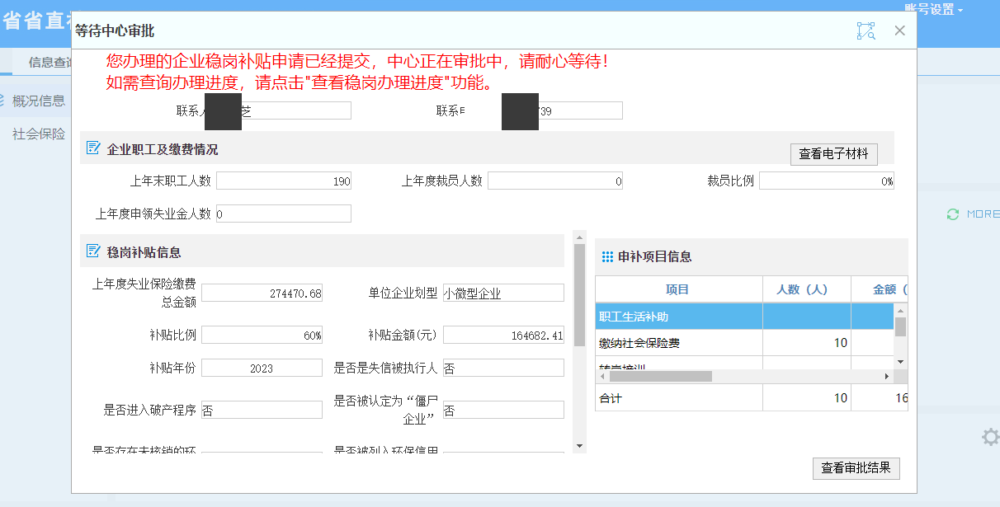 省省直
账号设置
等待中心审批
信息查
您办理的企业稳岗补贴申请已经提交，中心正在审批中，请耐心等待！
如需查询办理进度，请点击"查看稳岗办理进度"功能。
概况信息
社会保险
联系 芝 联系 739
企业职工及缴费情况
查看电子材料
上年末职工人数 190 上年度裁员人数 0 裁员比例 0%
上年度申领失业金人数 0
MORE
稳岗补贴信息
上年度失业保险缴费
总金额 274470.68 单位企业划型 小微型企业
补贴比例 60% 补贴金额(元) 164682.41
补贴年份 2023 是否是失信被执行人 否
是否进入破产程序 否 是否被认定为“僵尸
企业” 否
是否存在未核销的环 是否被列入环保信用
申补项目信息
项目 人数（人） 金额（
职工生活补助
缴纳社会保险费 10
转岗培训
合计 10 16
查看审批结果